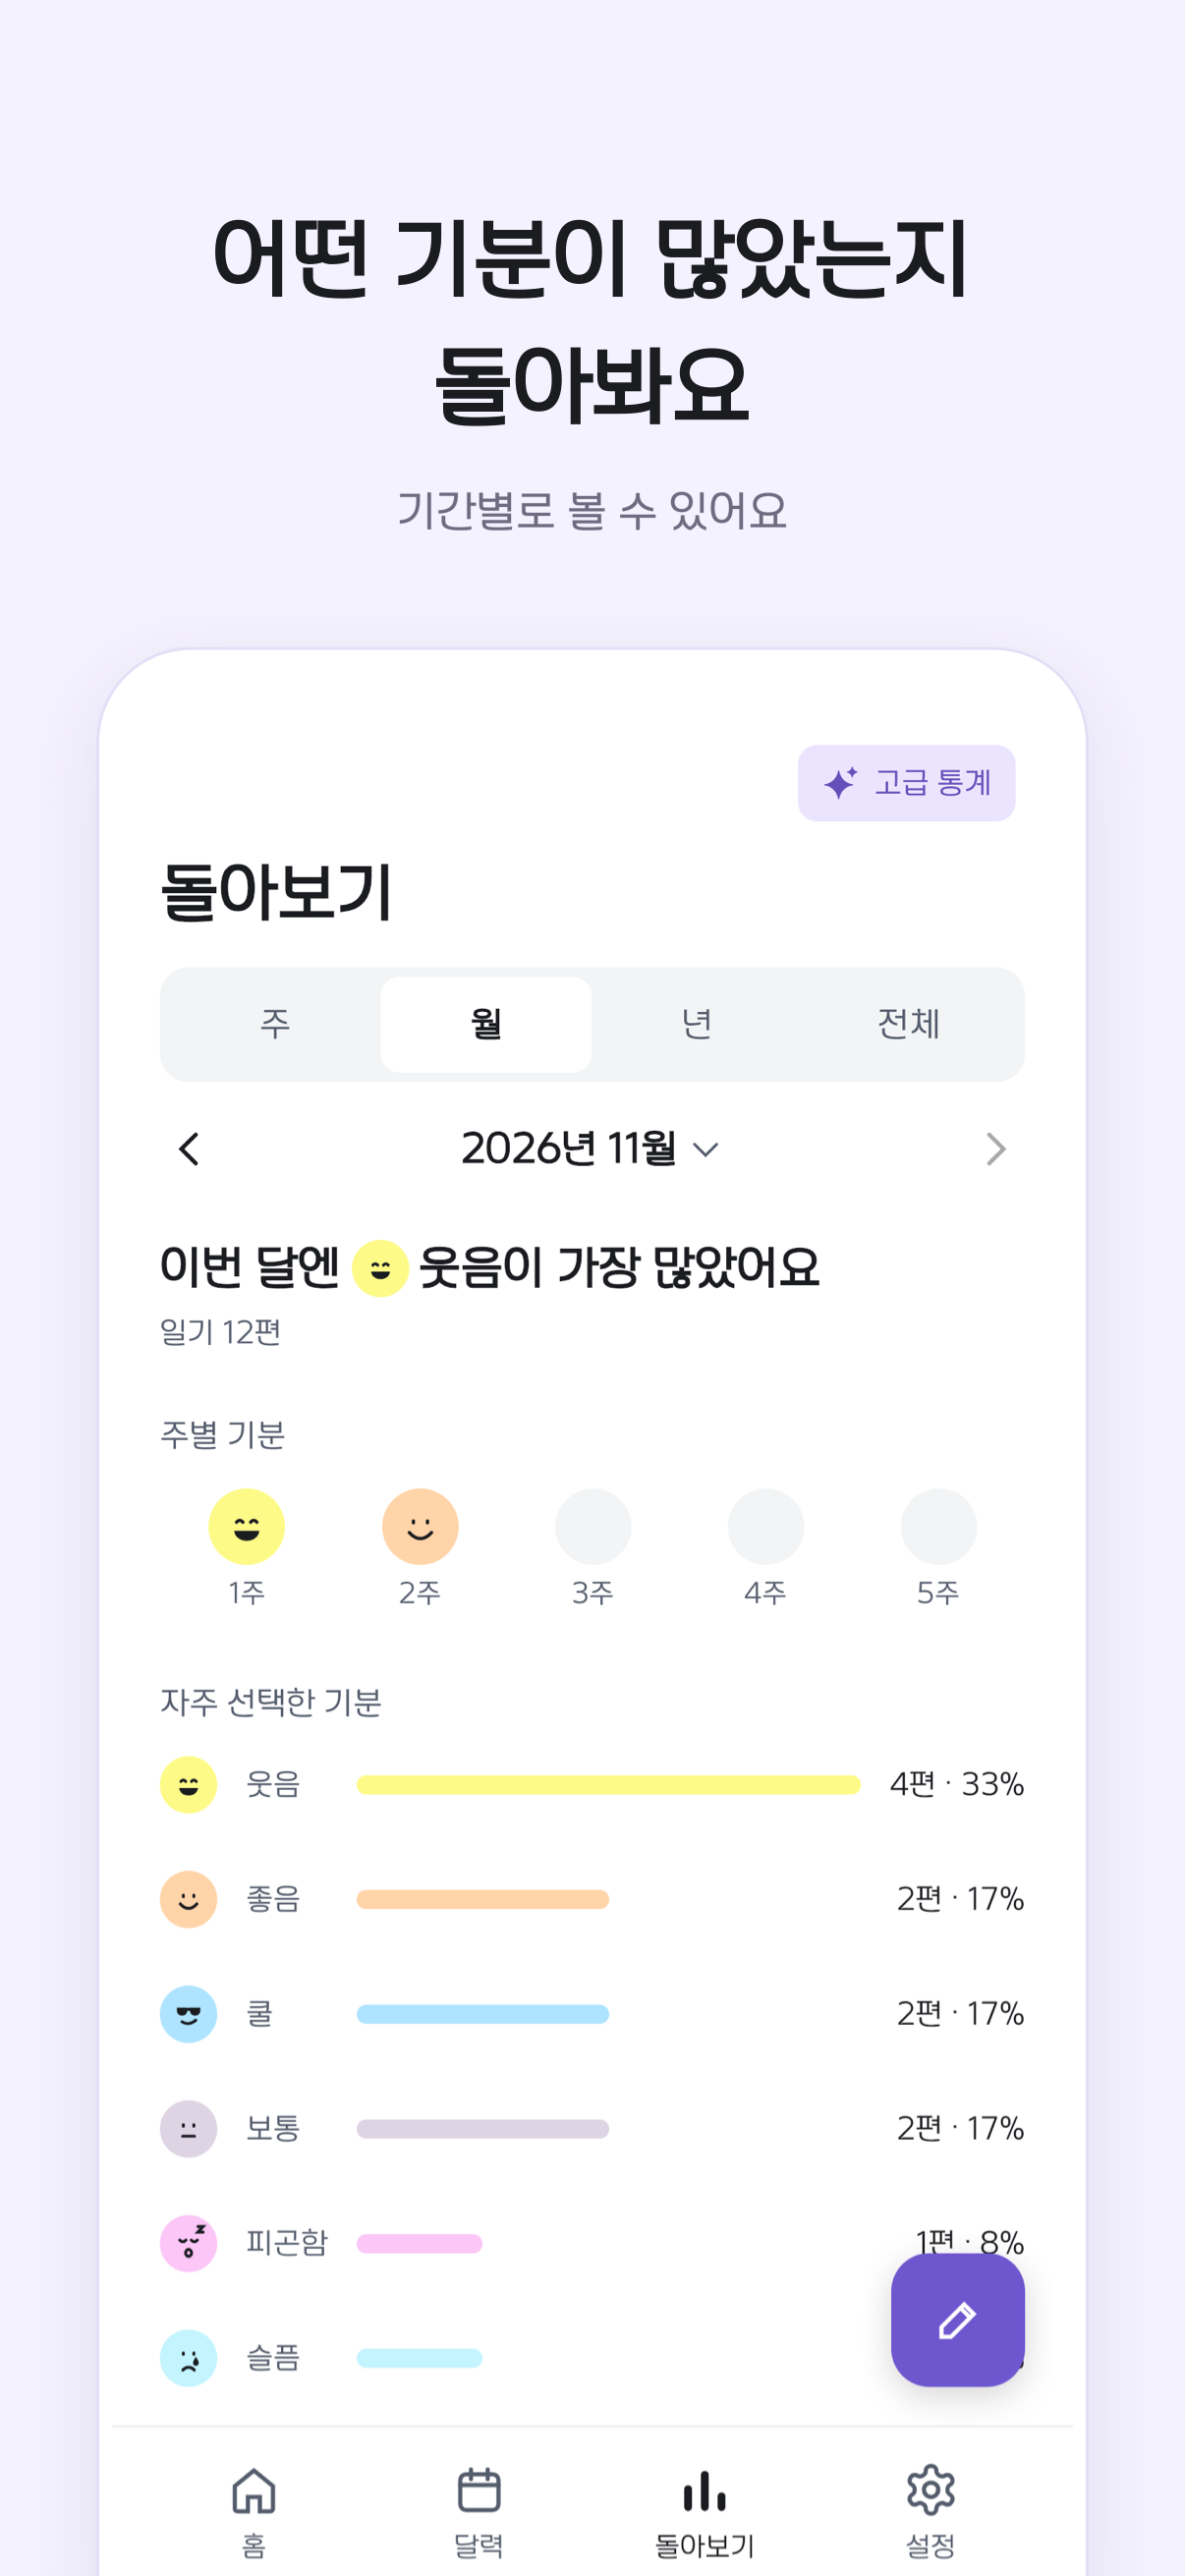 어떤 기분이 많았는지
돌아봐요
기간별로 볼 수 있어요
고급 통계
돌아보기
주 월 년 전체
2026년 11월
이번 달엔 웃음이 가장 많았어요
일기 12편
주별 기분
1주 2주 3주 4주 5주
자주 선택한 기분
웃음 4편 · 33%
좋음 2편 · 17%
쿨 2편 · 17%
보통 2편 · 17%
피곤함 1편 · 8%
슬픔
홈 달력 돌아보기 설정